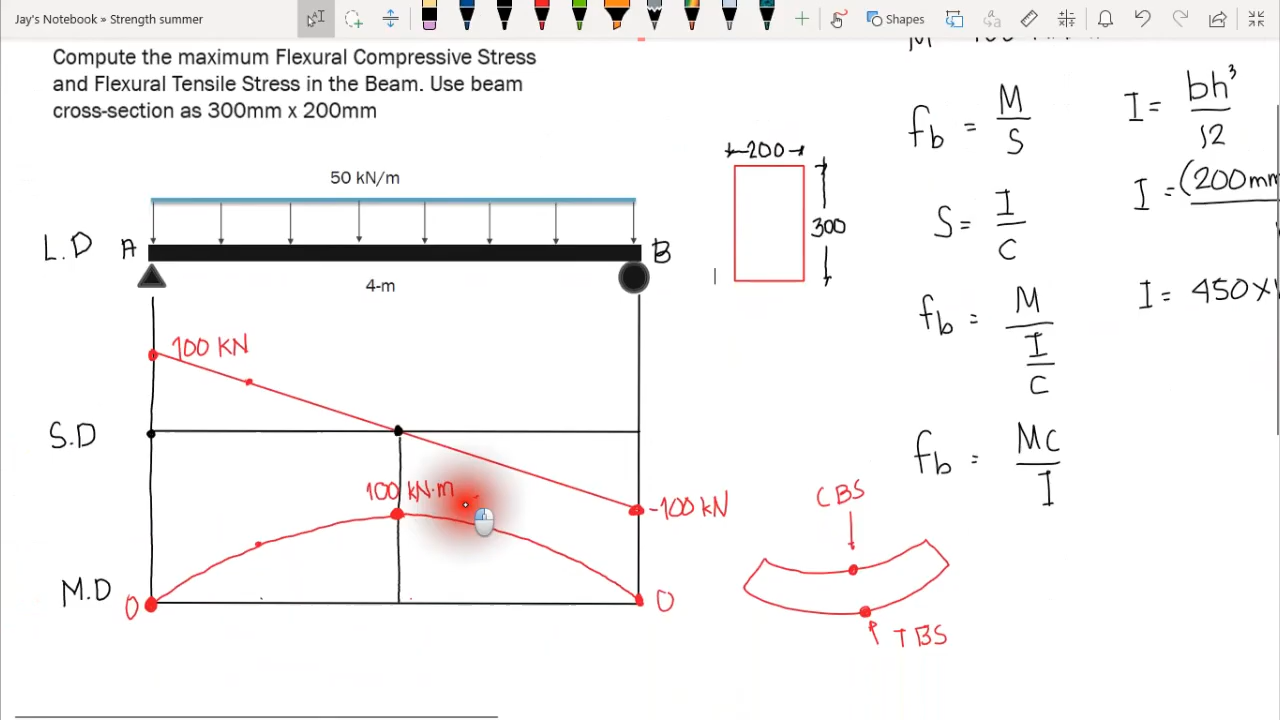 Jay's Notebook » Strength summer
Shapes
Compute the maximum Flexural Compressive Stress
and Flexural Tensile Stress in the Beam. Use beam
cross-section as 300mm x 200mm
50 kN/m
L.D A B
4-m
200
300
100 KN
S.D
100 KN·m
-100 KN
M.D
0 0
CBS
TBS
fb = M
S
S = I
C
fb = M
I
C
fb = MC
I
I = bh³
12
I = (200mm
I = 450X1